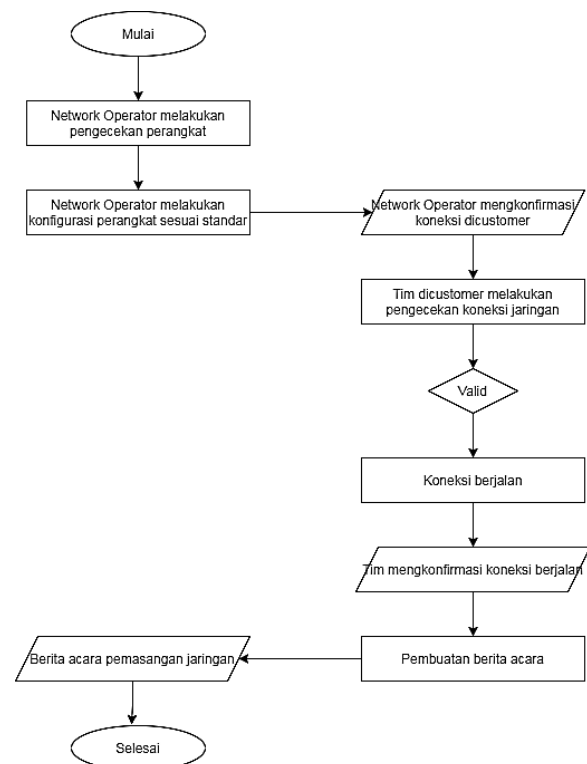 Mulai
Network Operator melakukan
pengecekan perangkat
Network Operator melakukan
konfigurasi perangkat sesuai standar
Network Operator mengkonfirmasi
koneksi dicustomer
Tim dicustomer melakukan
pengecekan koneksi jaringan
Valid
Koneksi berjalan
Tim mengkonfirmasi koneksi berjalan
Pembuatan berita acara
Berita acara pemasangan jaringan
Selesai